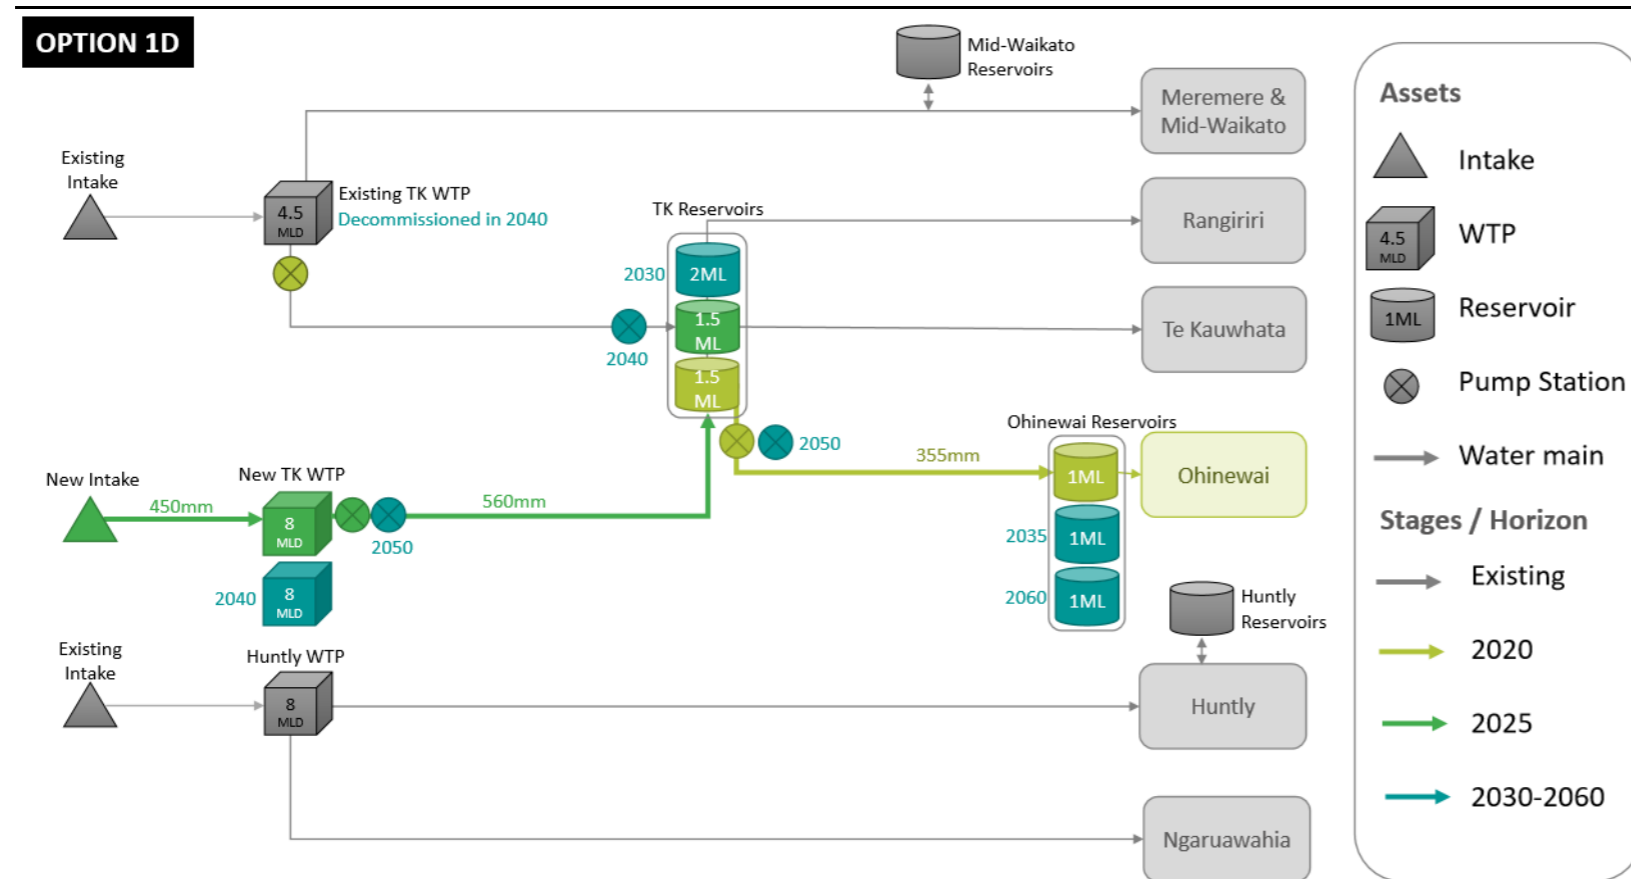 OPTION 1D
Mid-Waikato
Reservoirs
Meremere &
Mid-Waikato
Existing
Intake
4.5
MLD
Existing TK WTP
Decommissioned in 2040
TK Reservoirs
Rangiriri
2030
2ML
1.5
ML
Te Kauwhata
2040
1.5
ML
2050
Ohinewai Reservoirs
355mm
1ML
Ohinewai
New Intake
450mm
New TK WTP
8
MLD
2050
560mm
2035
1ML
2040
8
MLD
2060
1ML
Huntly
Reservoirs
Existing
Intake
Huntly WTP
8
MLD
Huntly
Ngaruawahia
Assets
Intake
4.5
MLD
WTP
1ML
Reservoir
Pump Station
Water main
Stages / Horizon
Existing
2020
2025
2030-2060